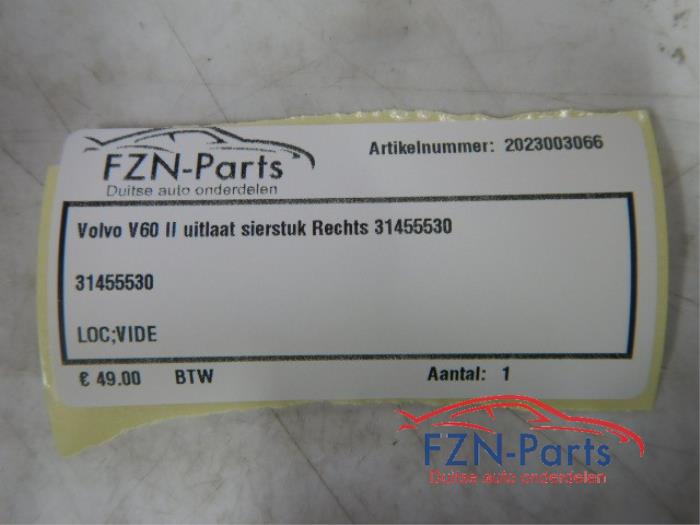 FZN-Parts
Duitse auto onderdelen
Artikelnummer: 2023003066
Volvo V60 II uitlaat sierstuk Rechts 31455530
31455530
LOC;VIDE
€ 49.00 BTW Aantal: 1
FZN-Parts
Duitse auto onderdelen